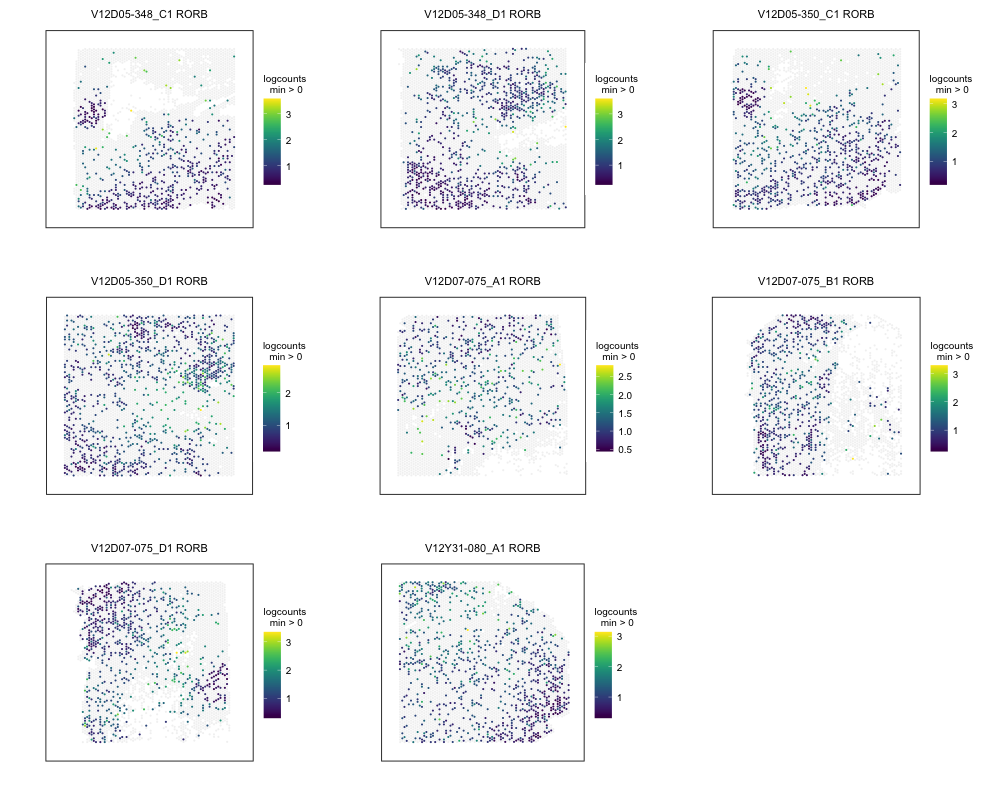 V12D05-348_C1 RORB
logcounts
min > 0
3
2
1
V12D05-348_D1 RORB
logcounts
min > 0
3
2
1
V12D05-350_C1 RORB
logcounts
min > 0
3
2
1
V12D05-350_D1 RORB
logcounts
min > 0
2
1
V12D07-075_A1 RORB
logcounts
min > 0
2.5
2.0
1.5
1.0
0.5
V12D07-075_B1 RORB
logcounts
min > 0
3
2
1
V12D07-075_D1 RORB
logcounts
min > 0
3
2
1
V12Y31-080_A1 RORB
logcounts
min > 0
3
2
1